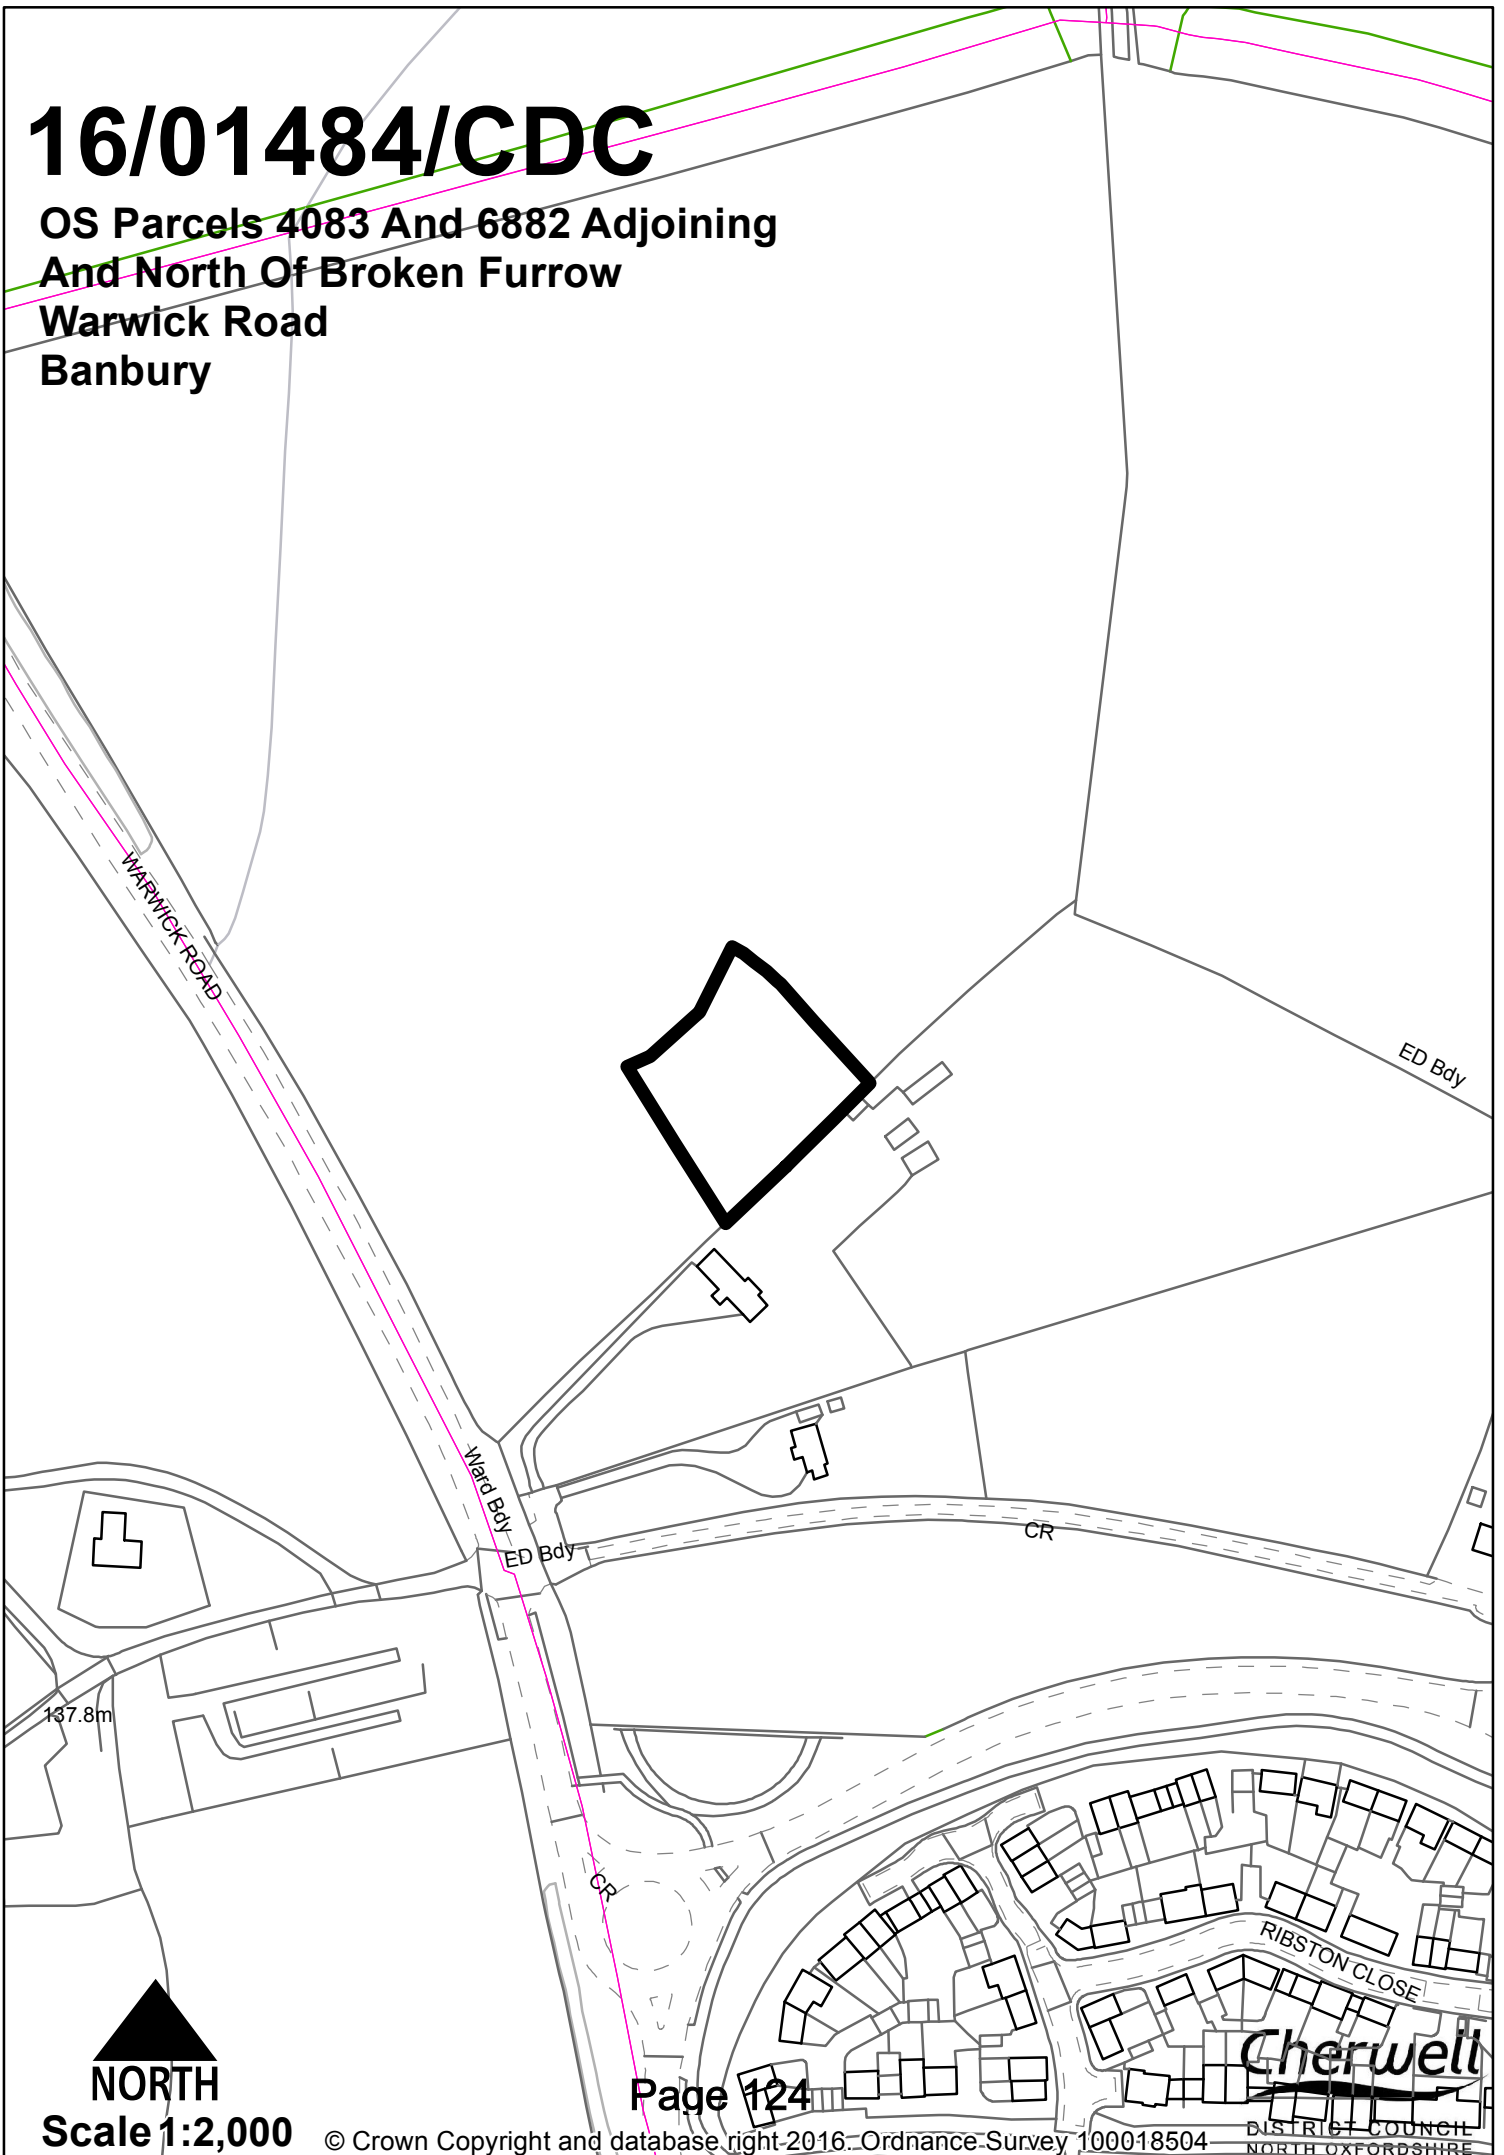 16/01484/CDC
OS Parcels 4083 And 6882 Adjoining
And North Of Broken Furrow
Warwick Road
Banbury
WARWICK ROAD
ED Bdy
Ward Bdy
ED Bdy
CR
137.8m
CR
RIBSTON CLOSE
NORTH
Scale 1:2,000
Page 124
© Crown Copyright and database right 2016. Ordnance Survey 100018504
Cherwell
DISTRICT COUNCIL
NORTH OXFORDSHIRE